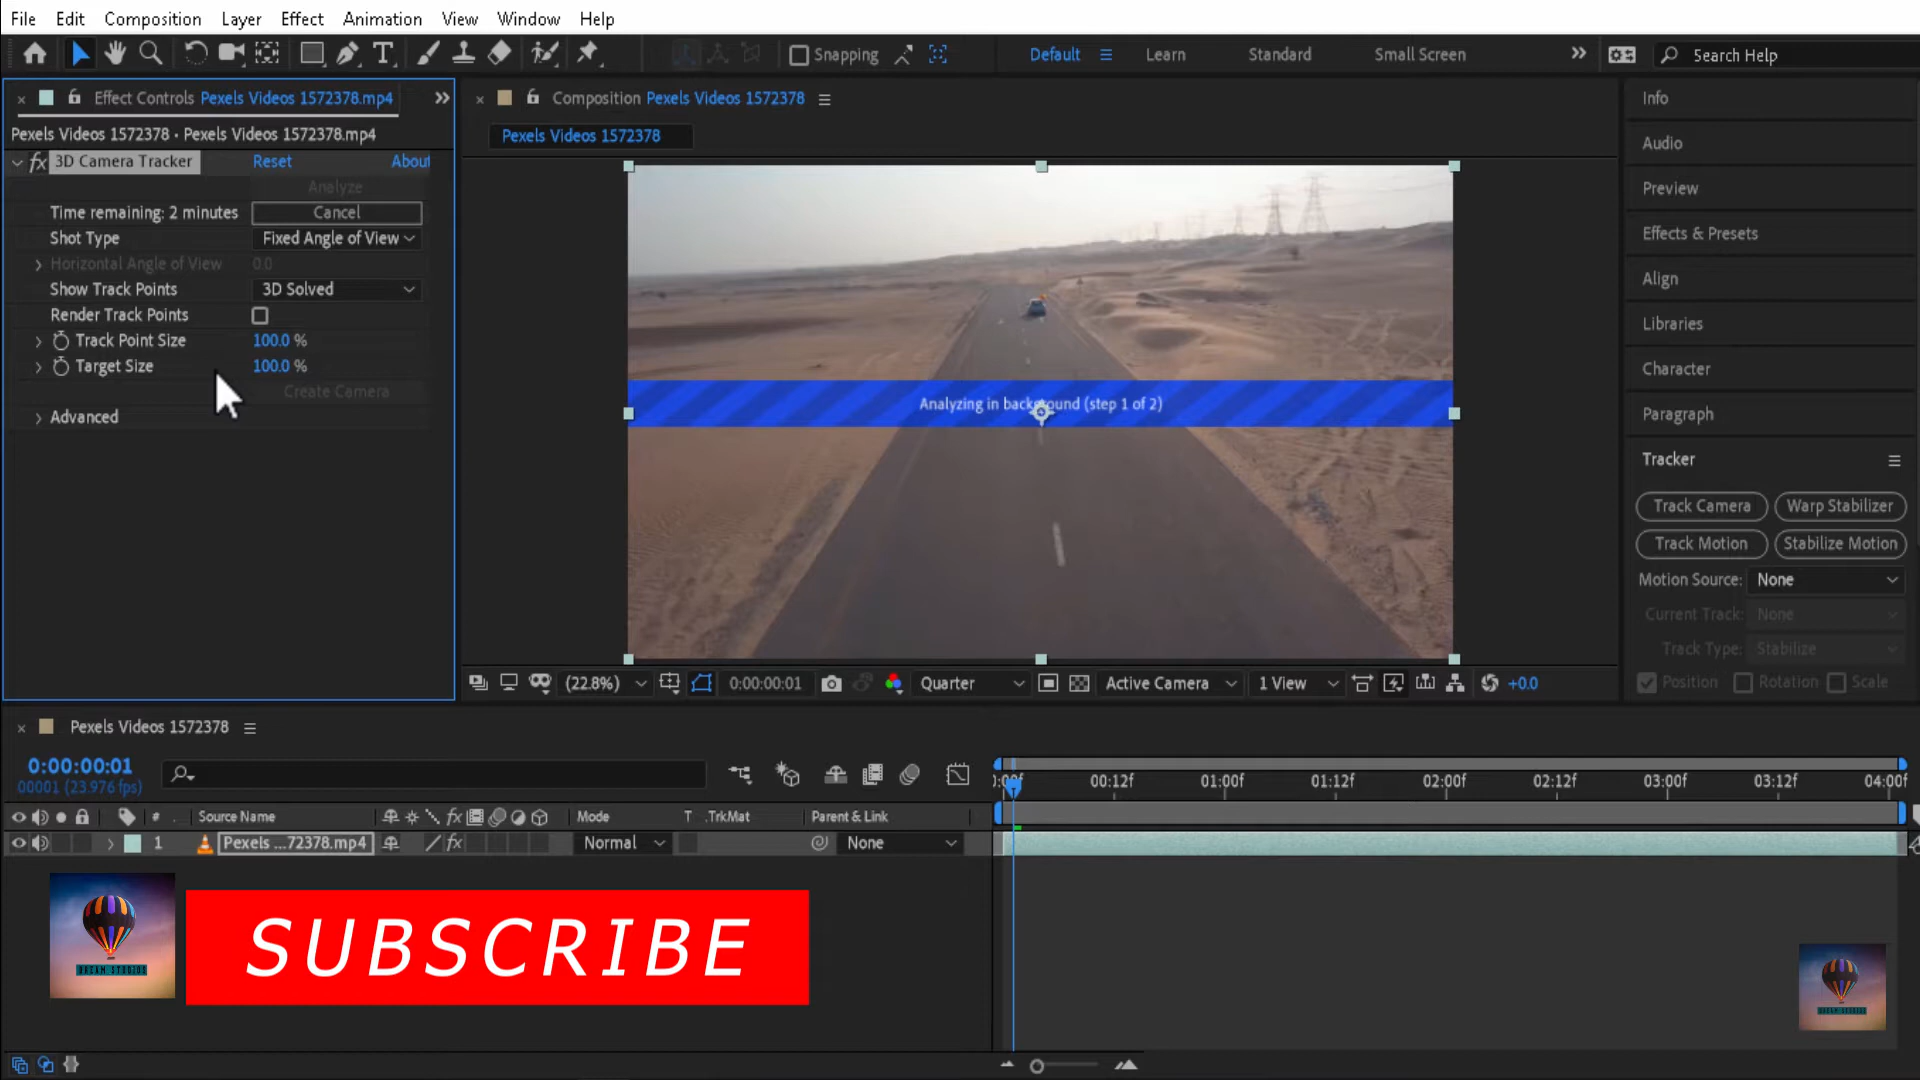 File Edit Composition Layer Effect Animation View Window Help
Snapping Default Learn Standard Small Screen Search Help
Effect Controls Pexels Videos 1572378.mp4
Pexels Videos 1572378 · Pexels Videos 1572378.mp4
fx 3D Camera Tracker Reset About
Analyze
Time remaining: 2 minutes Cancel
Shot Type Fixed Angle of View
Horizontal Angle of View 0.0
Show Track Points 3D Solved
Render Track Points
Track Point Size 100.0 %
Target Size 100.0 %
Create Camera
Advanced
Composition Pexels Videos 1572378
Pexels Videos 1572378
Analyzing in background (step 1 of 2)
(22.8%) 0:00:00:01 Quarter Active Camera 1 View +0.0
Info
Audio
Preview
Effects & Presets
Align
Libraries
Character
Paragraph
Tracker
Track Camera Warp Stabilizer
Track Motion Stabilize Motion
Motion Source: None
Current Track: None
Track Type: Stabilize
Position Rotation Scale
Pexels Videos 1572378
0:00:00:01
00001 (23.976 fps)
:00f 00:12f 01:00f 01:12f 02:00f 02:12f 03:00f 03:12f 04:00f
# Source Name fx Mode T .TrkMat Parent & Link
1 Pexels ...72378.mp4 fx Normal None
DREAM STUDIOS
SUBSCRIBE